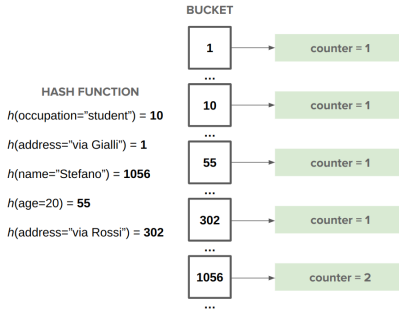 BUCKET
1
counter = 1
...
HASH FUNCTION
10
counter = 1
h(occupation=”student”) = 10
...
h(address=”via Gialli”) = 1
55
counter = 1
h(name=”Stefano”) = 1056
...
h(age=20) = 55
302
counter = 1
h(address=”via Rossi”) = 302
...
1056
counter = 2
...